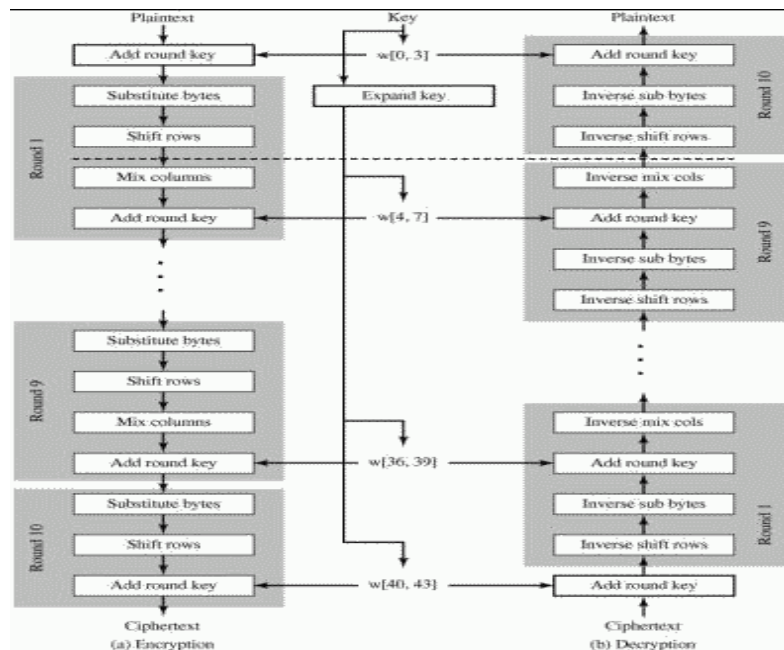 Plaintext
Key
Plaintext
Add round key
w[0, 3]
Add round key
Substitute bytes
Expand key
Inverse sub bytes
Round 10
Shift rows
Inverse shift rows
Round 1
Mix columns
Inverse mix cols
Add round key
w[4, 7]
Add round key
Round 9
Inverse sub bytes
Inverse shift rows
Substitute bytes
Round 9
Shift rows
Mix columns
Inverse mix cols
Add round key
w[36, 39]
Add round key
Substitute bytes
Inverse sub bytes
Round 1
Round 10
Shift rows
Inverse shift rows
Add round key
w[40, 43]
Add round key
Ciphertext
Ciphertext
(a) Encryption
(b) Decryption